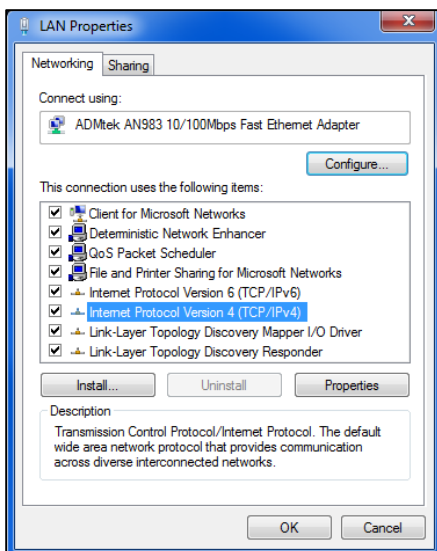 LAN Properties
Networking
Sharing
Connect using:
ADMtek AN983 10/100Mbps Fast Ethernet Adapter
Configure...
This connection uses the following items:
Client for Microsoft Networks
Deterministic Network Enhancer
QoS Packet Scheduler
File and Printer Sharing for Microsoft Networks
Internet Protocol Version 6 (TCP/IPv6)
Internet Protocol Version 4 (TCP/IPv4)
Link-Layer Topology Discovery Mapper I/O Driver
Link-Layer Topology Discovery Responder
Install...
Uninstall
Properties
Description
Transmission Control Protocol/Internet Protocol. The default
wide area network protocol that provides communication
across diverse interconnected networks.
OK
Cancel